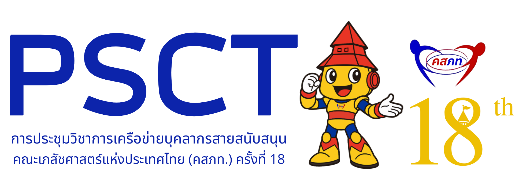 PSCT
การประชุมวิชาการเครือข่ายบุคลากรสายสนับสนุน
คณะเภสัชศาสตร์แห่งประเทศไทย (คสภท.) ครั้งที่ 18
คสภท
18th